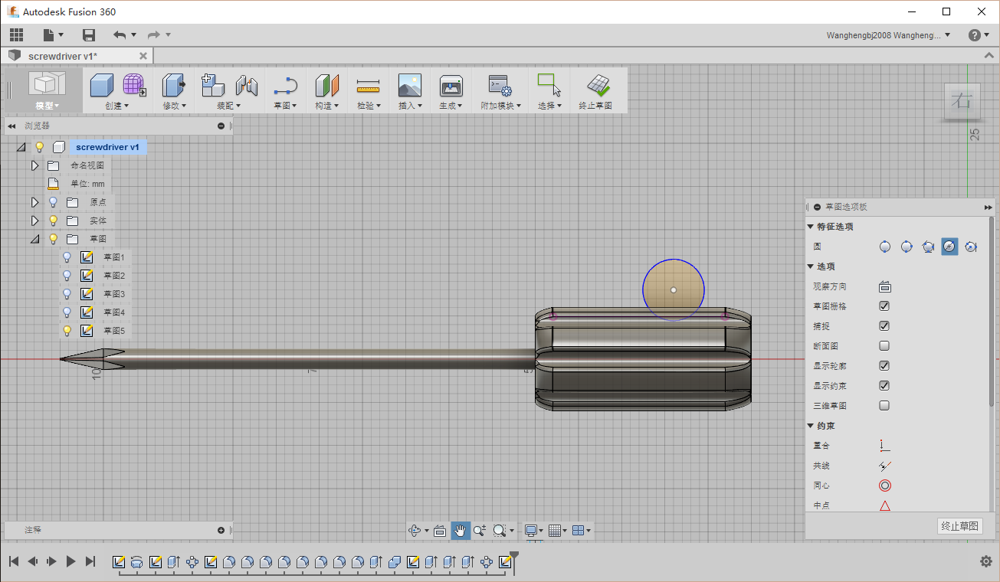 Autodesk Fusion 360
Wanghengbj2008 Wangheng...
screwdriver v1*
模型 创建 修改 装配 草图 构造 检验 插入 生成 附加模块 选择 终止草图
右
25
浏览器
screwdriver v1
命名视图
单位: mm
原点
实体
草图
草图1
草图2
草图3
草图4
草图5
10
7
5
草图选项板
特征选项
圆
选项
观察方向
草图栅格
捕捉
断面图
显示轮廓
显示约束
三维草图
约束
重合
共线
同心
中点
终止草图
注释